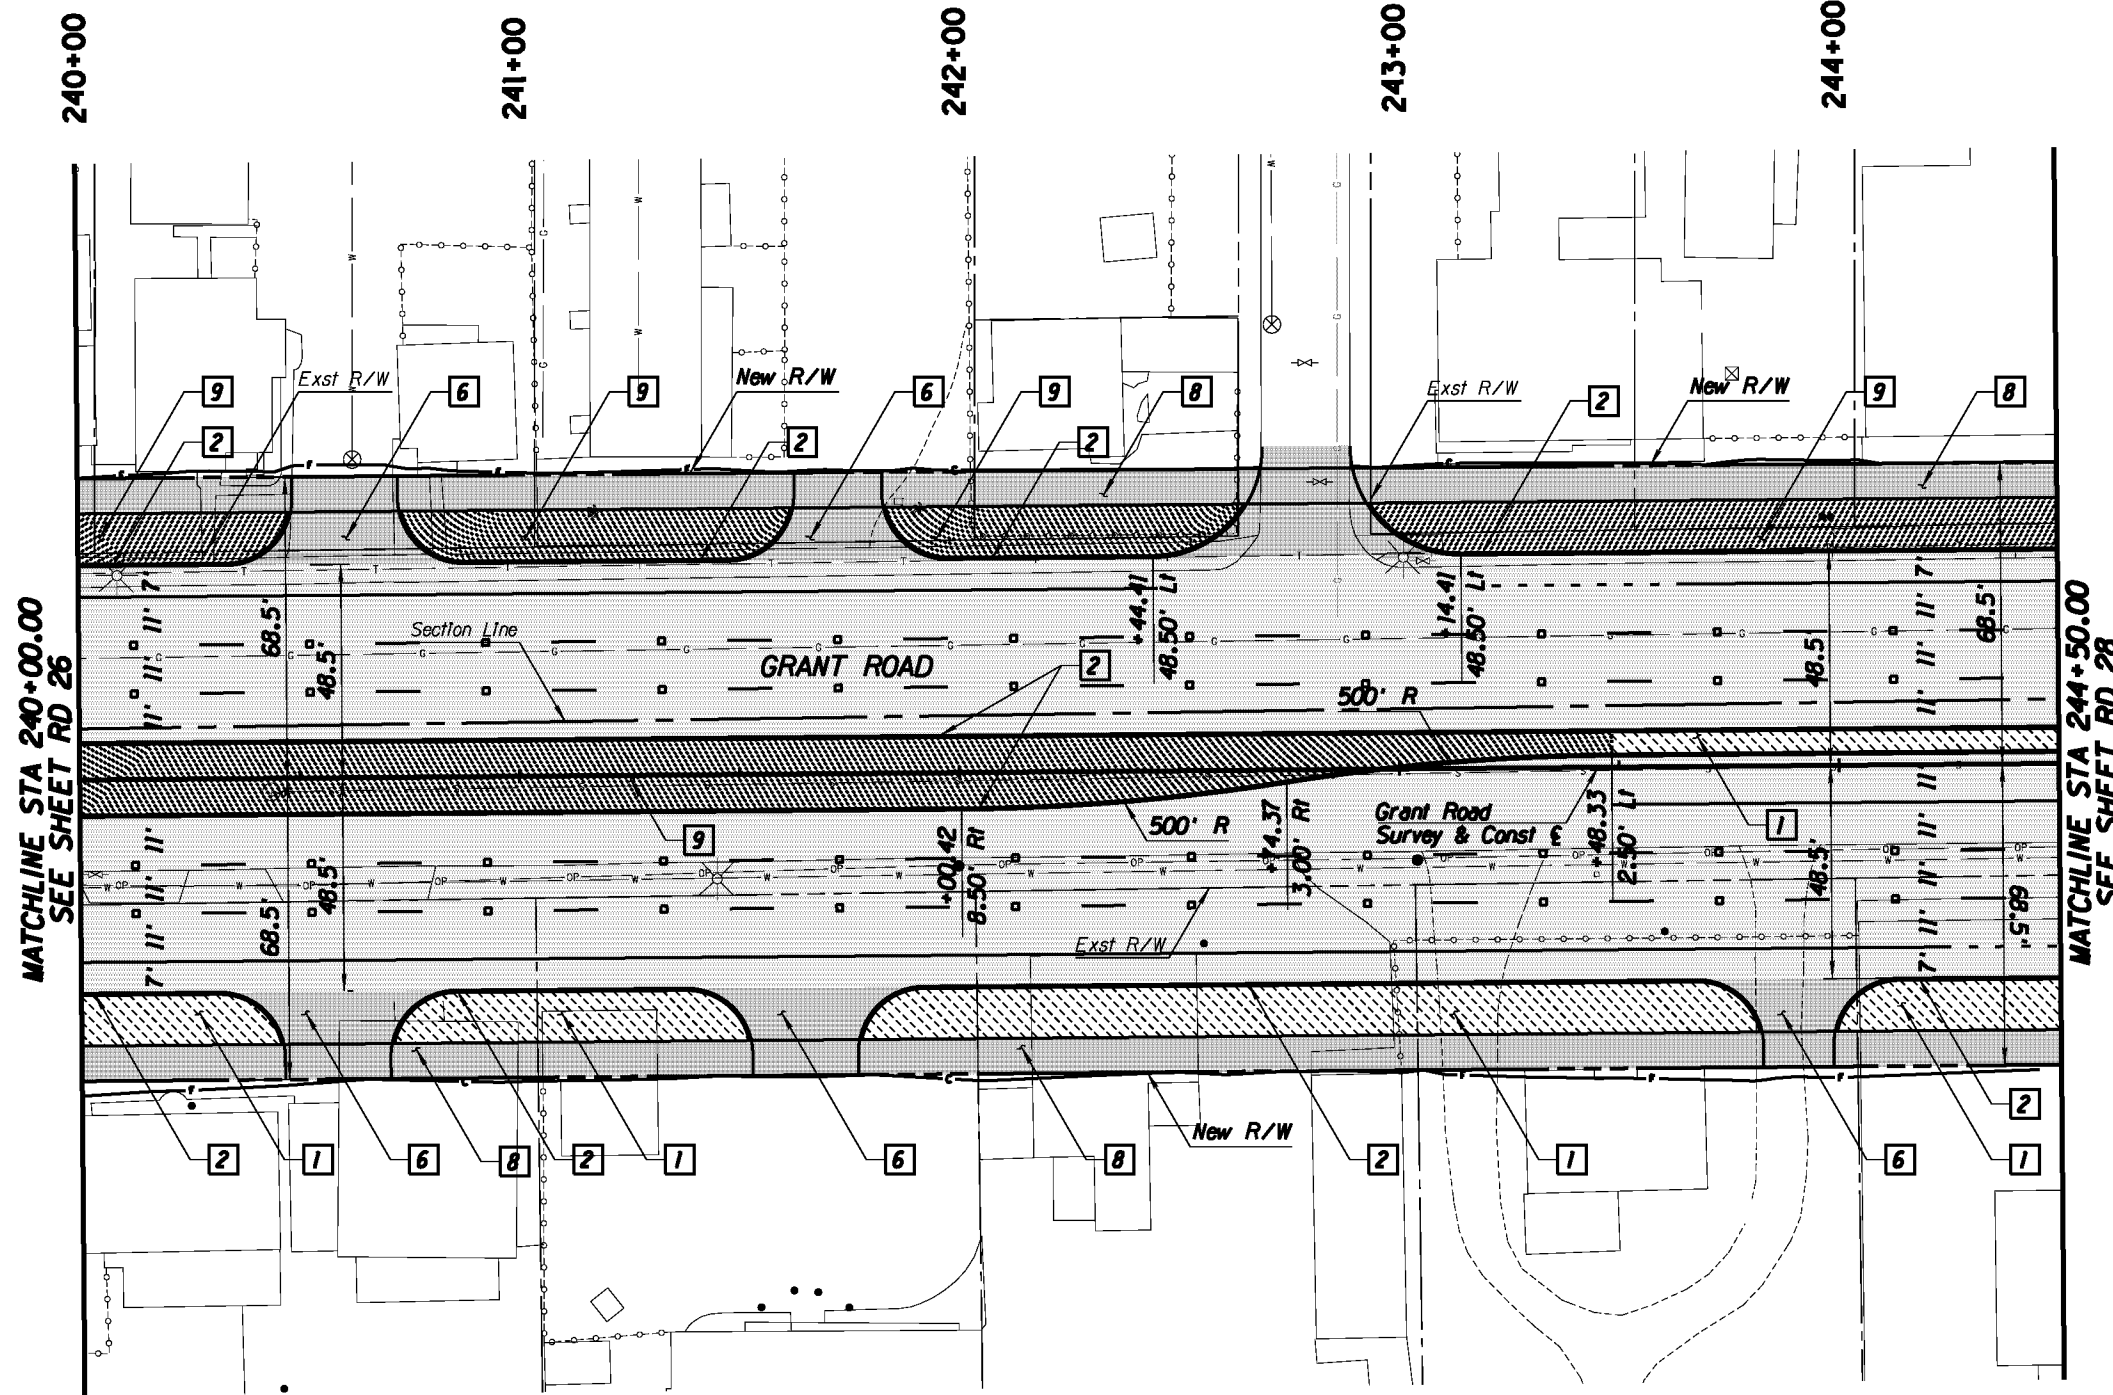 240+00
241+00
242+00
243+00
244+00
9
Exst R/W
6
9
New R/W
6
9
8
Exst R/W
2
New R/W
9
8
2
2
2
MATCHLINE STA 240+00.00
SEE SHEET RD 26
MATCHLINE STA 244+50.00
SEE SHEET RD 28
7'
11'
11'
11'
68.5'
48.5'
+44.41
48.50' Lt
+14.41
48.50' Lt
48.5'
7'
11'
11'
11'
68.5'
Section Line
GRANT ROAD
2
500' R
9
500' R
Grant Road
Survey & Const ℄
1
11'
11'
11'
7'
68.5'
48.5'
+00.42
8.50' Rt
+74.37
3.00' Rt
+48.33
2.50' Lt
48.5'
11'
11'
11'
7'
68.5'
Exst R/W
New R/W
2
2
1
6
8
2
1
6
8
2
1
6
1